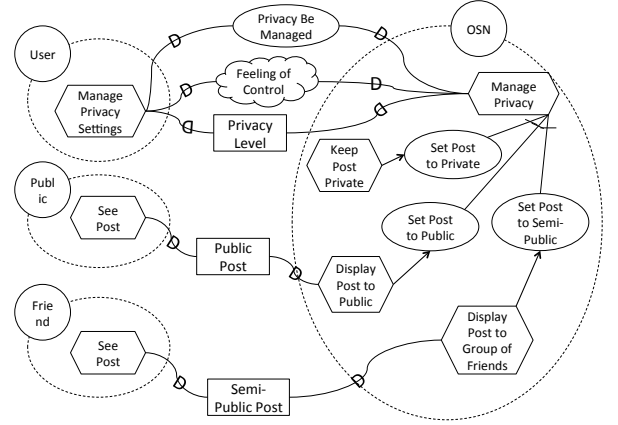 Privacy Be
Managed
OSN
User
Feeling of
Control
Manage
Privacy
Manage
Privacy
Settings
Privacy
Level
Keep
Post
Private
Set Post
to Private
Publ
ic
See
Post
Set Post
to Public
Set Post
to Semi-
Public
Public
Post
Display
Post to
Public
Frie
nd
See
Post
Display
Post to
Group of
Friends
Semi-
Public Post